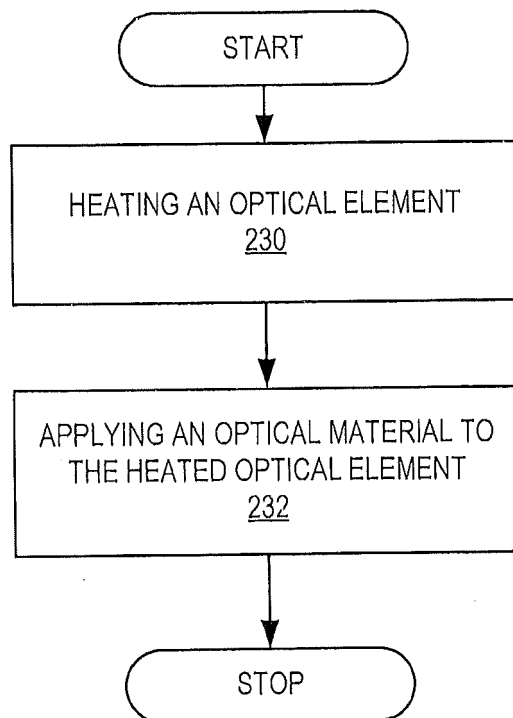 START
HEATING AN OPTICAL ELEMENT
230
APPLYING AN OPTICAL MATERIAL TO
THE HEATED OPTICAL ELEMENT
232
STOP